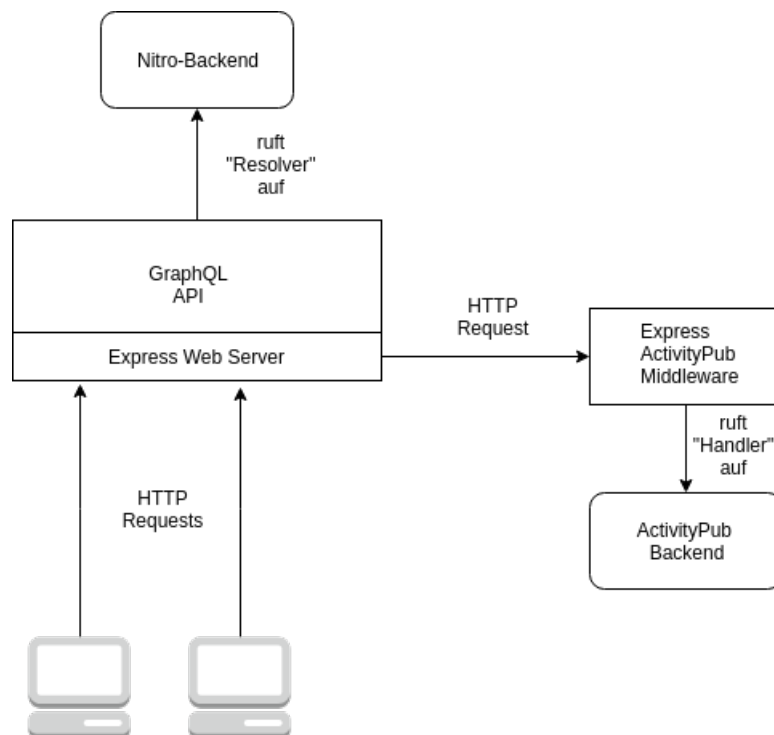 Nitro-Backend
ruft
"Resolver"
auf
GraphQL
API
Express Web Server
HTTP
Request
Express
ActivityPub
Middleware
ruft
"Handler"
auf
ActivityPub
Backend
HTTP
Requests